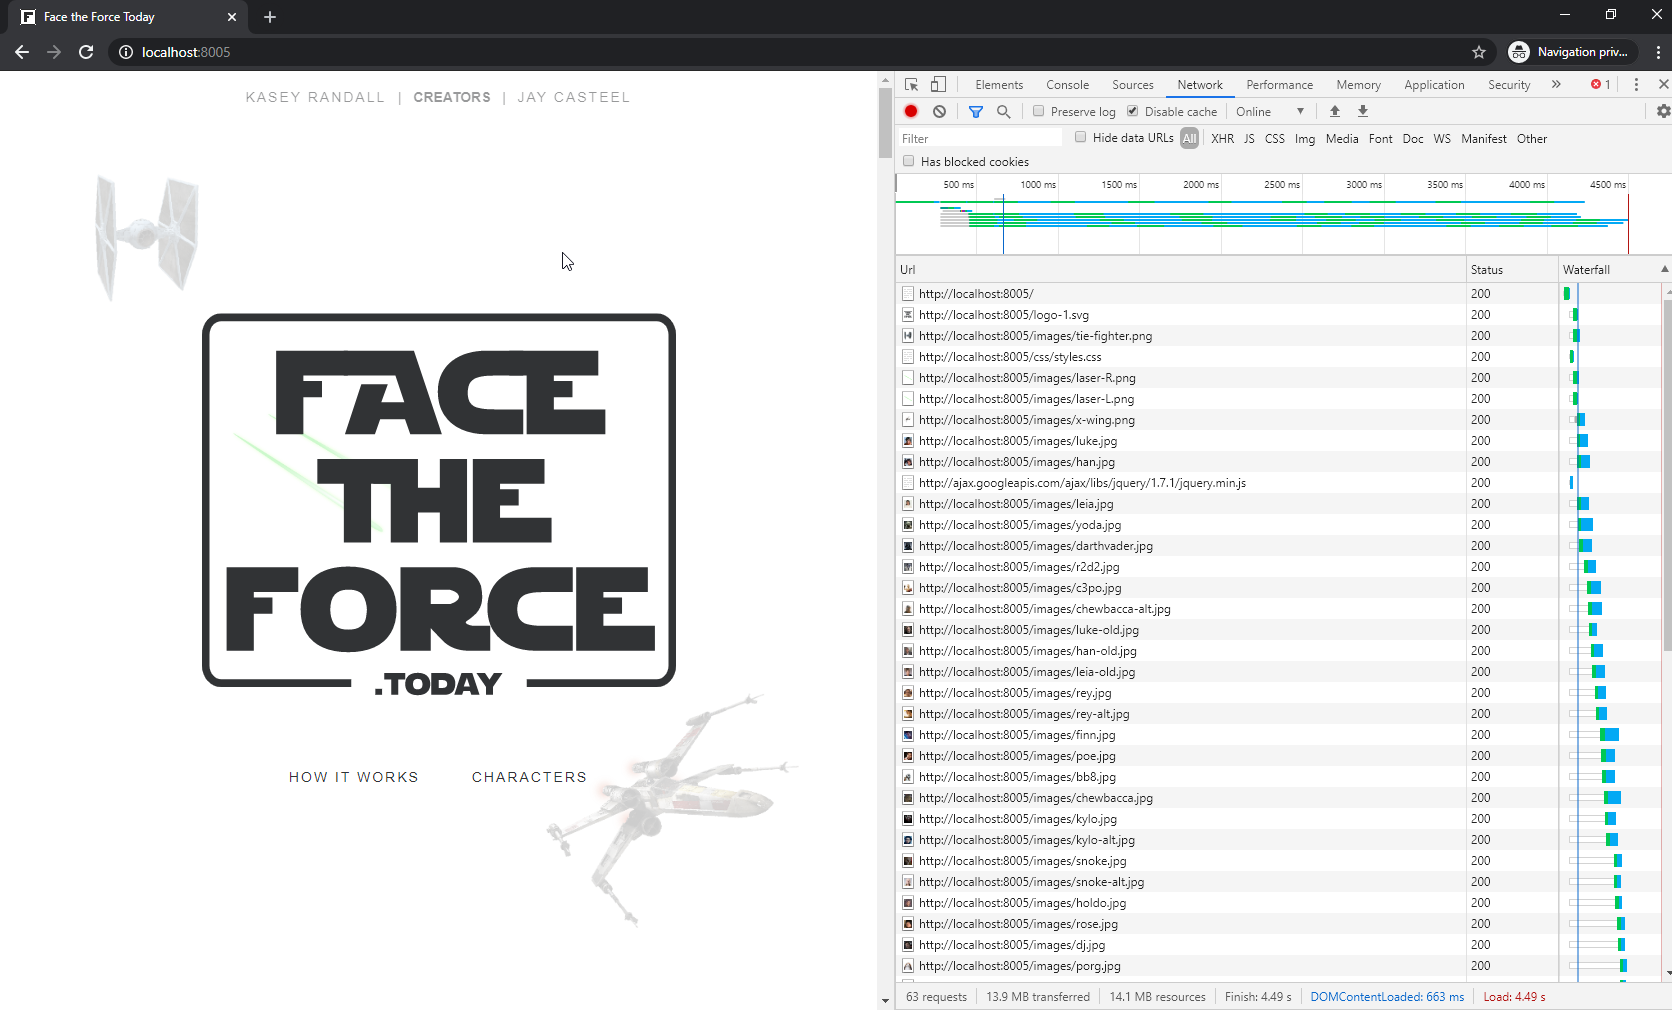 Face the Force Today
localhost:8005
Navigation priv...
KASEY RANDALL | CREATORS | JAY CASTEEL
FACE
THE
FORCE
.TODAY
HOW IT WORKS CHARACTERS
Elements Console Sources Network Performance Memory Application Security » 1
Preserve log Disable cache Online
Filter Hide data URLs All XHR JS CSS Img Media Font Doc WS Manifest Other
Has blocked cookies
500 ms 1000 ms 1500 ms 2000 ms 2500 ms 3000 ms 3500 ms 4000 ms 4500 ms
Url Status Waterfall
http://localhost:8005/ 200
http://localhost:8005/logo-1.svg 200
http://localhost:8005/images/tie-fighter.png 200
http://localhost:8005/css/styles.css 200
http://localhost:8005/images/laser-R.png 200
http://localhost:8005/images/laser-L.png 200
http://localhost:8005/images/x-wing.png 200
http://localhost:8005/images/luke.jpg 200
http://localhost:8005/images/han.jpg 200
http://ajax.googleapis.com/ajax/libs/jquery/1.7.1/jquery.min.js 200
http://localhost:8005/images/leia.jpg 200
http://localhost:8005/images/yoda.jpg 200
http://localhost:8005/images/darthvader.jpg 200
http://localhost:8005/images/r2d2.jpg 200
http://localhost:8005/images/c3po.jpg 200
http://localhost:8005/images/chewbacca-alt.jpg 200
http://localhost:8005/images/luke-old.jpg 200
http://localhost:8005/images/han-old.jpg 200
http://localhost:8005/images/leia-old.jpg 200
http://localhost:8005/images/rey.jpg 200
http://localhost:8005/images/rey-alt.jpg 200
http://localhost:8005/images/finn.jpg 200
http://localhost:8005/images/poe.jpg 200
http://localhost:8005/images/bb8.jpg 200
http://localhost:8005/images/chewbacca.jpg 200
http://localhost:8005/images/kylo.jpg 200
http://localhost:8005/images/kylo-alt.jpg 200
http://localhost:8005/images/snoke.jpg 200
http://localhost:8005/images/snoke-alt.jpg 200
http://localhost:8005/images/holdo.jpg 200
http://localhost:8005/images/rose.jpg 200
http://localhost:8005/images/dj.jpg 200
http://localhost:8005/images/porg.jpg 200
63 requests 13.9 MB transferred 14.1 MB resources Finish: 4.49 s DOMContentLoaded: 663 ms Load: 4.49 s